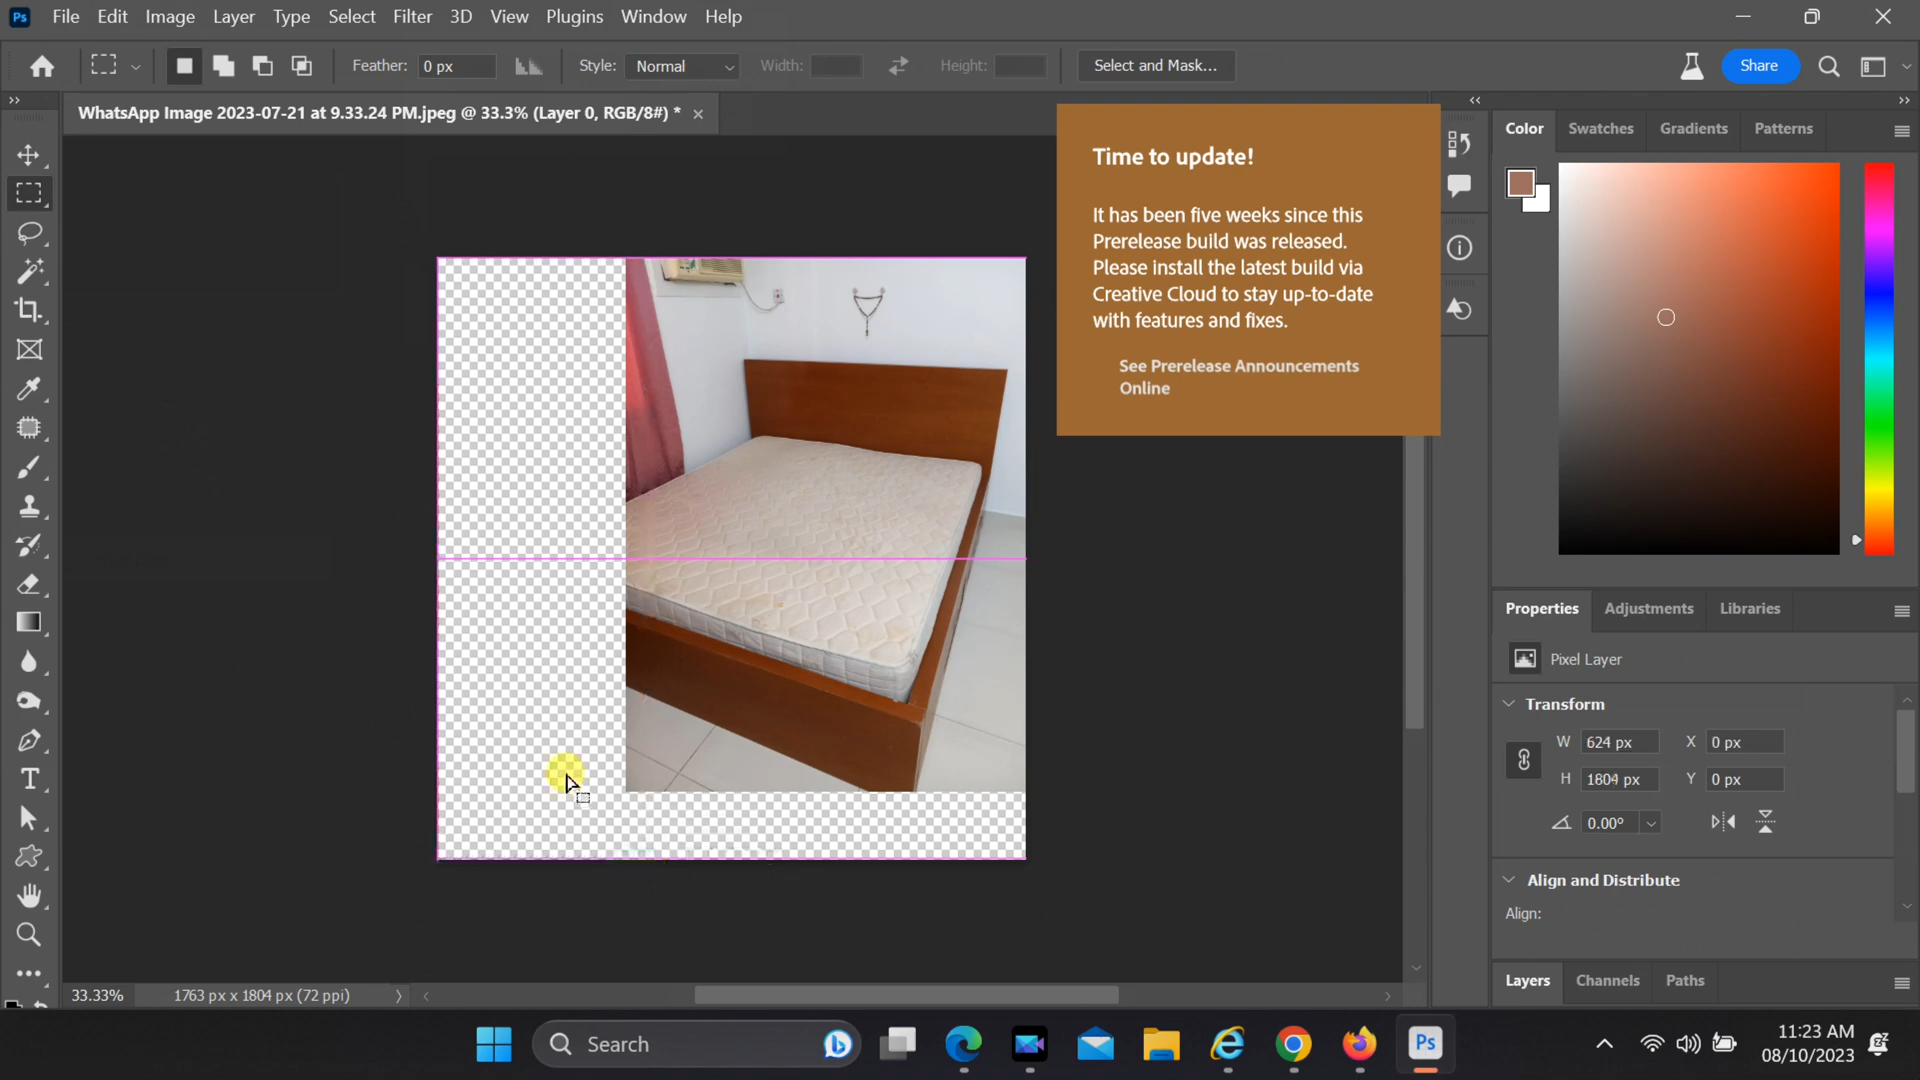 Ps File Edit Image Layer Type Select Filter 3D View Plugins Window Help
Feather: 0 px Style: Normal Width: Height: Select and Mask... Share
WhatsApp Image 2023-07-21 at 9.33.24 PM.jpeg @ 33.3% (Layer 0, RGB/8#) *
Time to update!
It has been five weeks since this
Prerelease build was released.
Please install the latest build via
Creative Cloud to stay up-to-date
with features and fixes.
See Prerelease Announcements
Online
Color Swatches Gradients Patterns
Properties Adjustments Libraries
Pixel Layer
Transform
W 624 px X 0 px
H 1804 px Y 0 px
0.00°
Align and Distribute
Align:
Layers Channels Paths
33.33% 1763 px x 1804 px (72 ppi)
Search
Ps
11:23 AM
08/10/2023